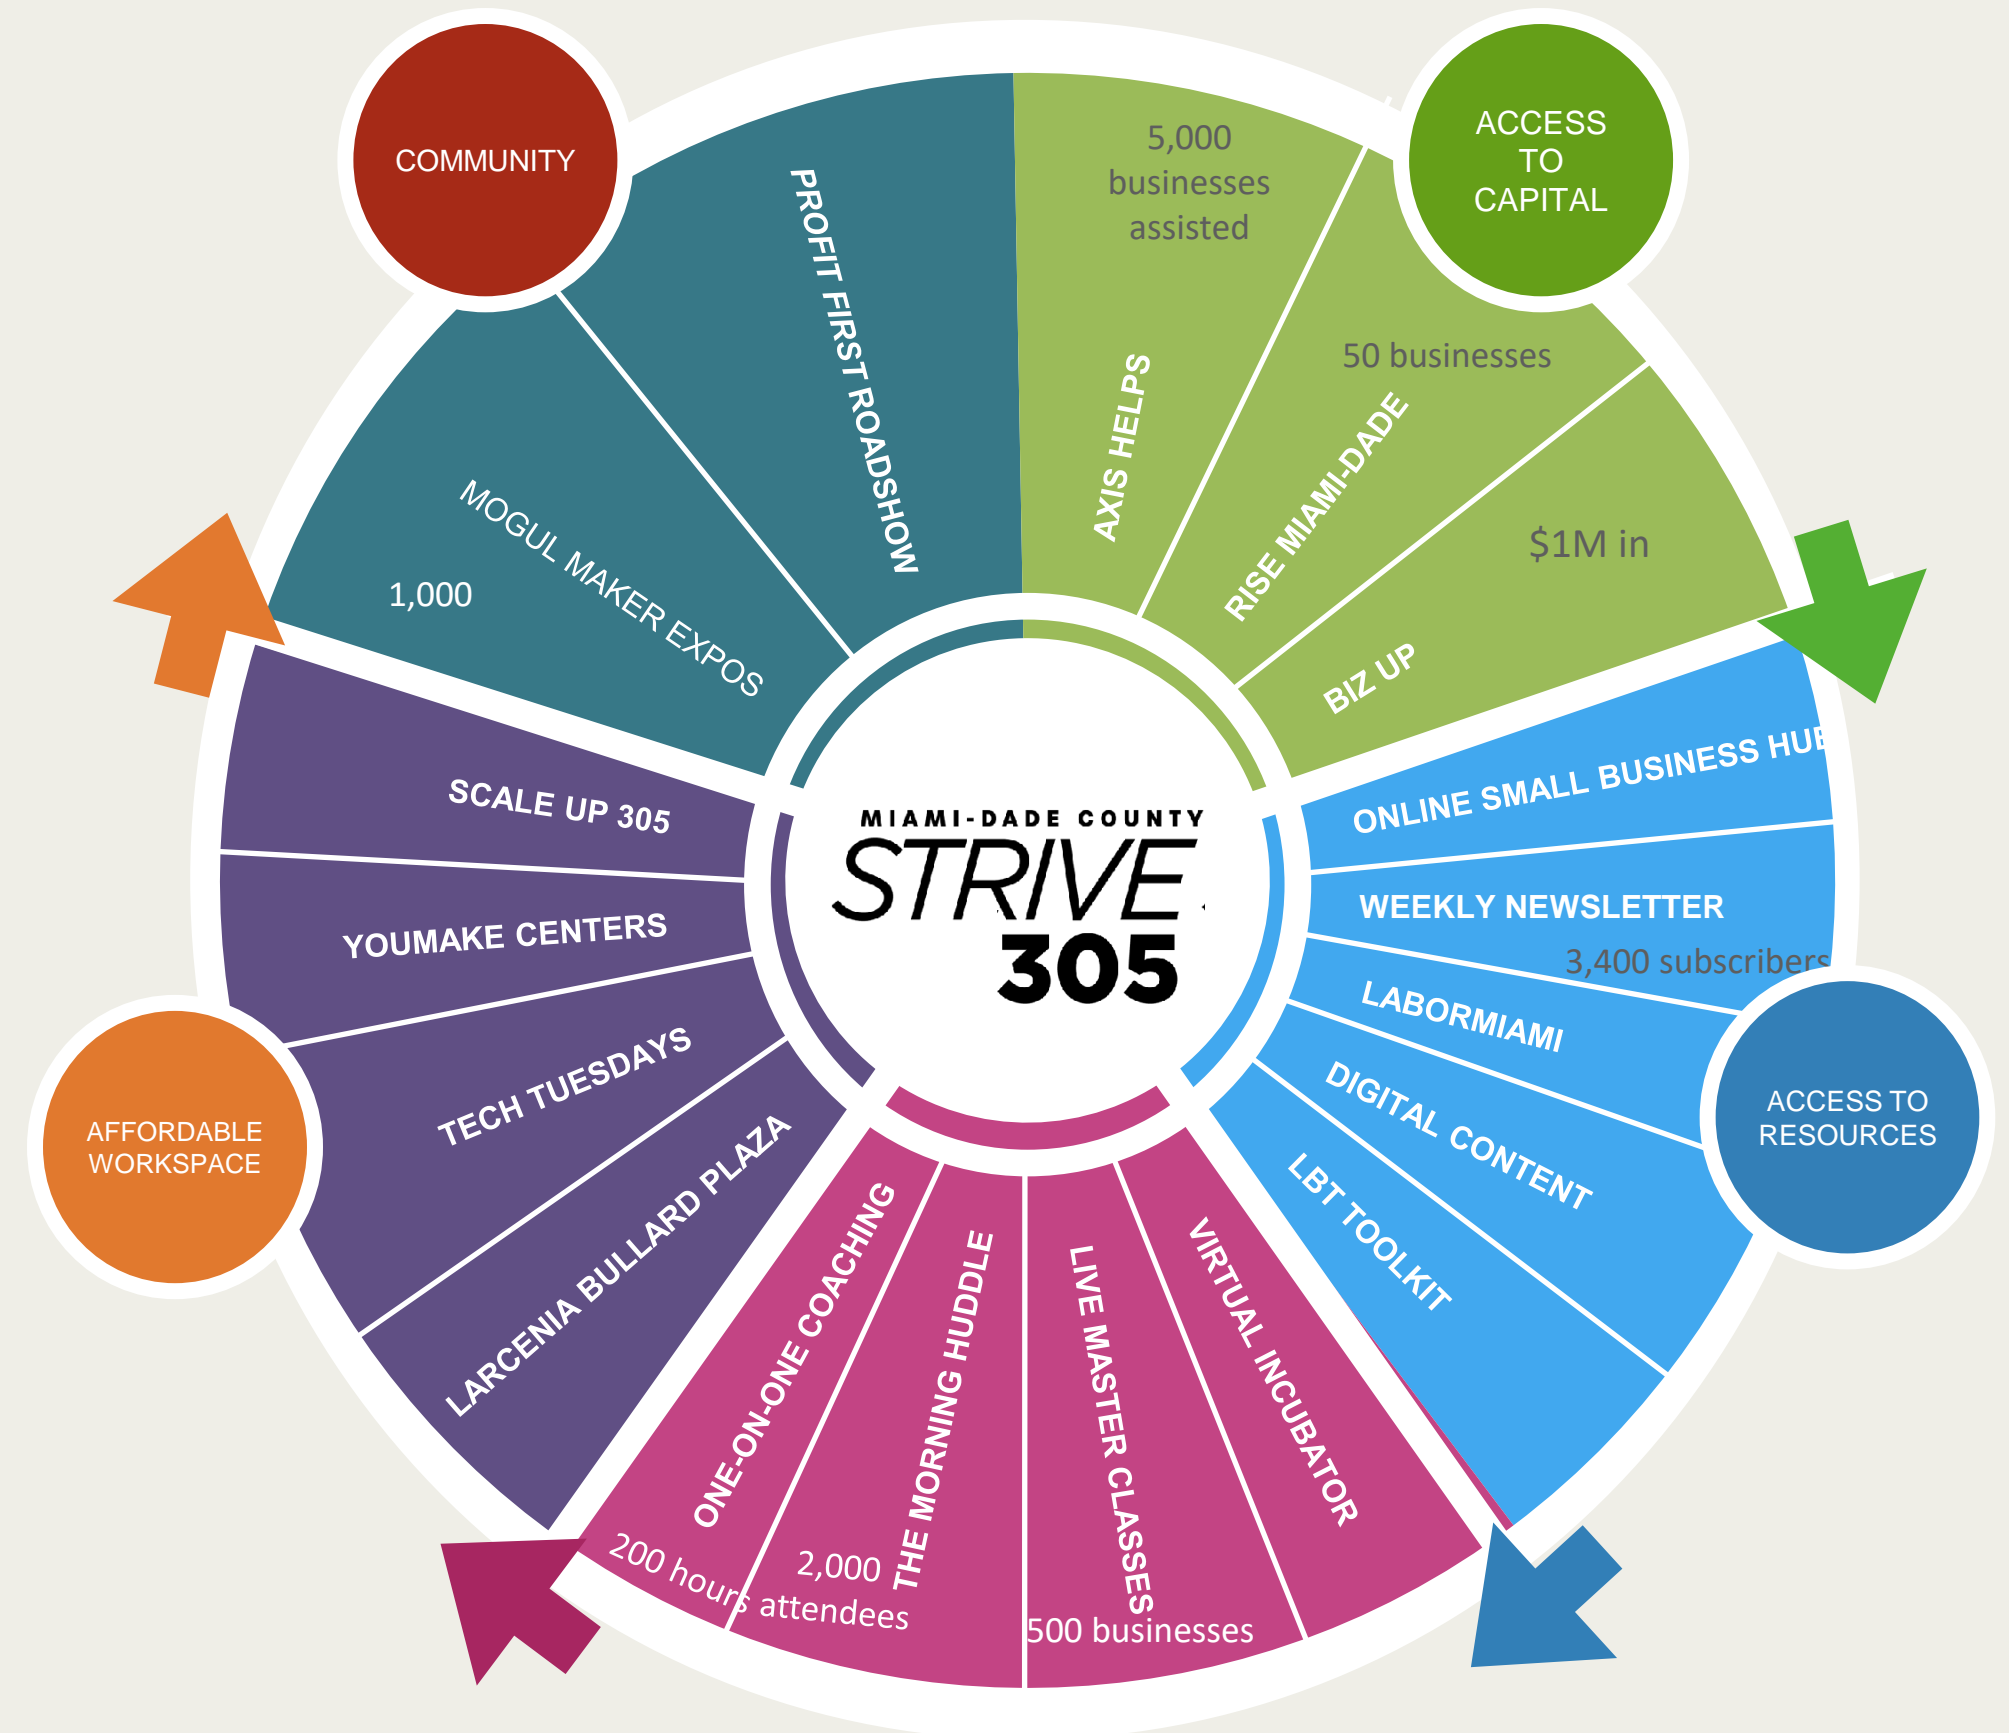 COMMUNITY
ACCESS
TO
CAPITAL
5,000
businesses
assisted
AXIS HELPS
50 businesses
RISE MIAMI-DADE
$1M in
BIZ UP
ONLINE SMALL BUSINESS HUB
WEEKLY NEWSLETTER
3,400 subscribers
LABORMIAMI
DIGITAL CONTENT
LBT TOOLKIT
ACCESS TO
RESOURCES
VIRTUAL INCUBATOR
LIVE MASTER CLASSES
500 businesses
THE MORNING HUDDLE
2,000
attendees
ONE-ON-ONE COACHING
200 hours
LARCENIA BULLARD PLAZA
TECH TUESDAYS
YOUMAKE CENTERS
SCALE UP 305
AFFORDABLE
WORKSPACE
MOGUL MAKER EXPOS
1,000
PROFIT FIRST ROADSHOW
MIAMI-DADE COUNTY
STRIVE
305